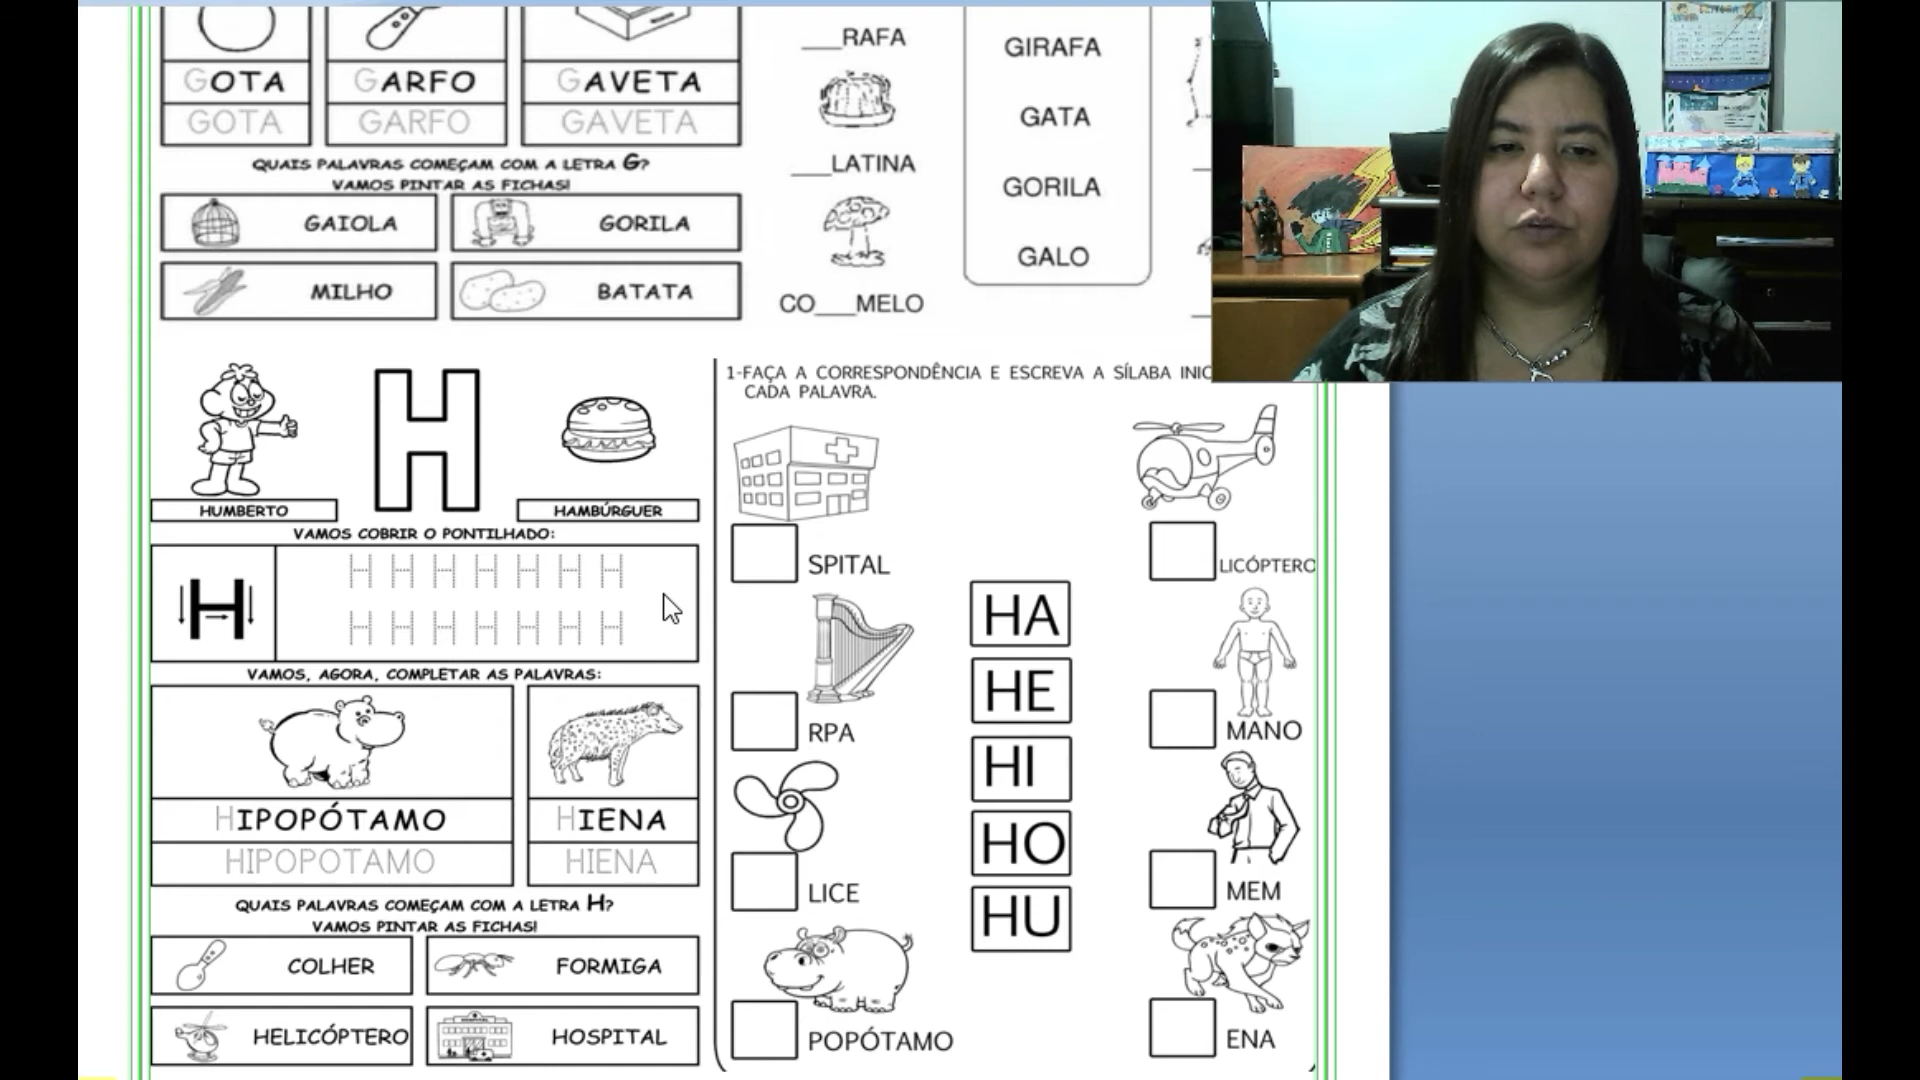 GOTA
GOTA
GARFO
GARFO
GAVETA
GAVETA
QUAIS PALAVRAS COMEÇAM COM A LETRA G?
VAMOS PINTAR AS FICHAS!
GAIOLA
GORILA
MILHO
BATATA
___RAFA
___LATINA
CO___MELO
GIRAFA
GATA
GORILA
GALO
H
HUMBERTO
HAMBÚRGUER
VAMOS COBRIR O PONTILHADO:
H
H H H H H H H
H H H H H H H
VAMOS, AGORA, COMPLETAR AS PALAVRAS:
HIPOPÓTAMO
HIPOPOTAMO
HIENA
HIENA
QUAIS PALAVRAS COMEÇAM COM A LETRA H?
VAMOS PINTAR AS FICHAS!
COLHER
FORMIGA
HELICÓPTERO
HOSPITAL
1-FAÇA A CORRESPONDÊNCIA E ESCREVA A SÍLABA
CADA PALAVRA.
SPITAL
RPA
LICE
POPÓTAMO
HA
HE
HI
HO
HU
LICÓPTERO
MANO
MEM
ENA